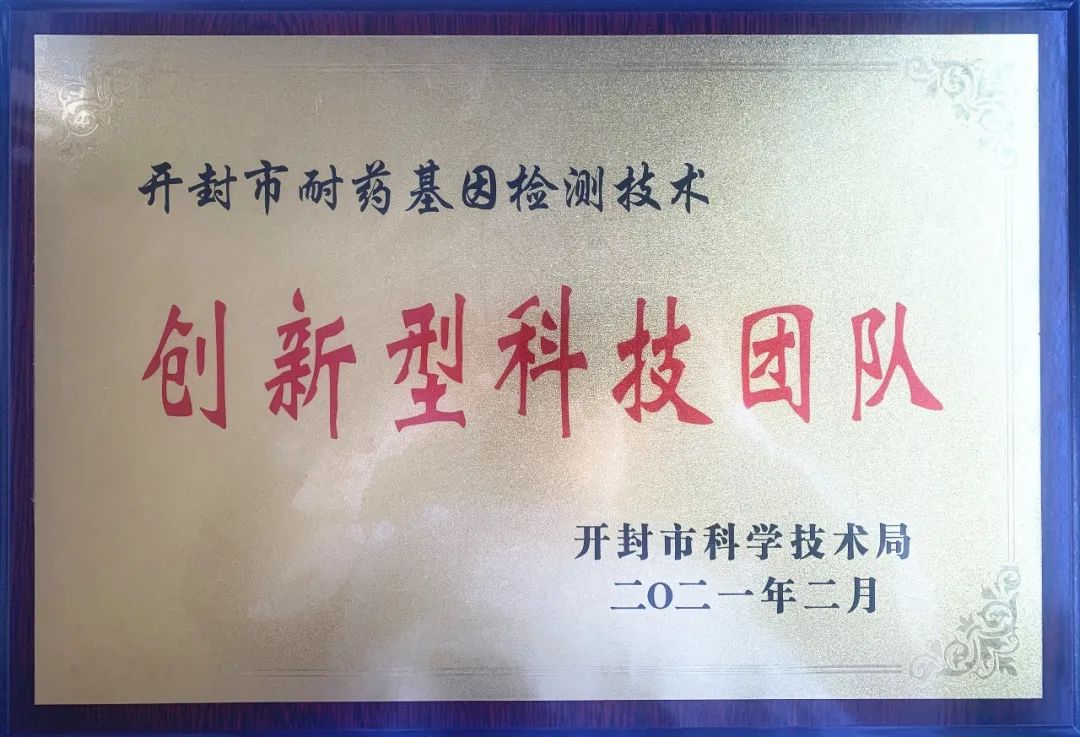 开封市耐药基因检测技术
创新型科技团队
开封市科学技术局
二O二一年二月